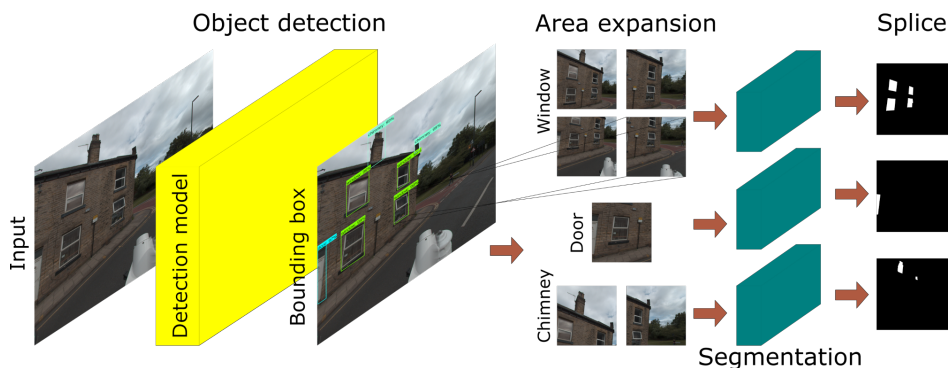 Object detection
Area expansion
Splice
Input
Detection model
Bounding box
Window
Door
Chimney
Segmentation